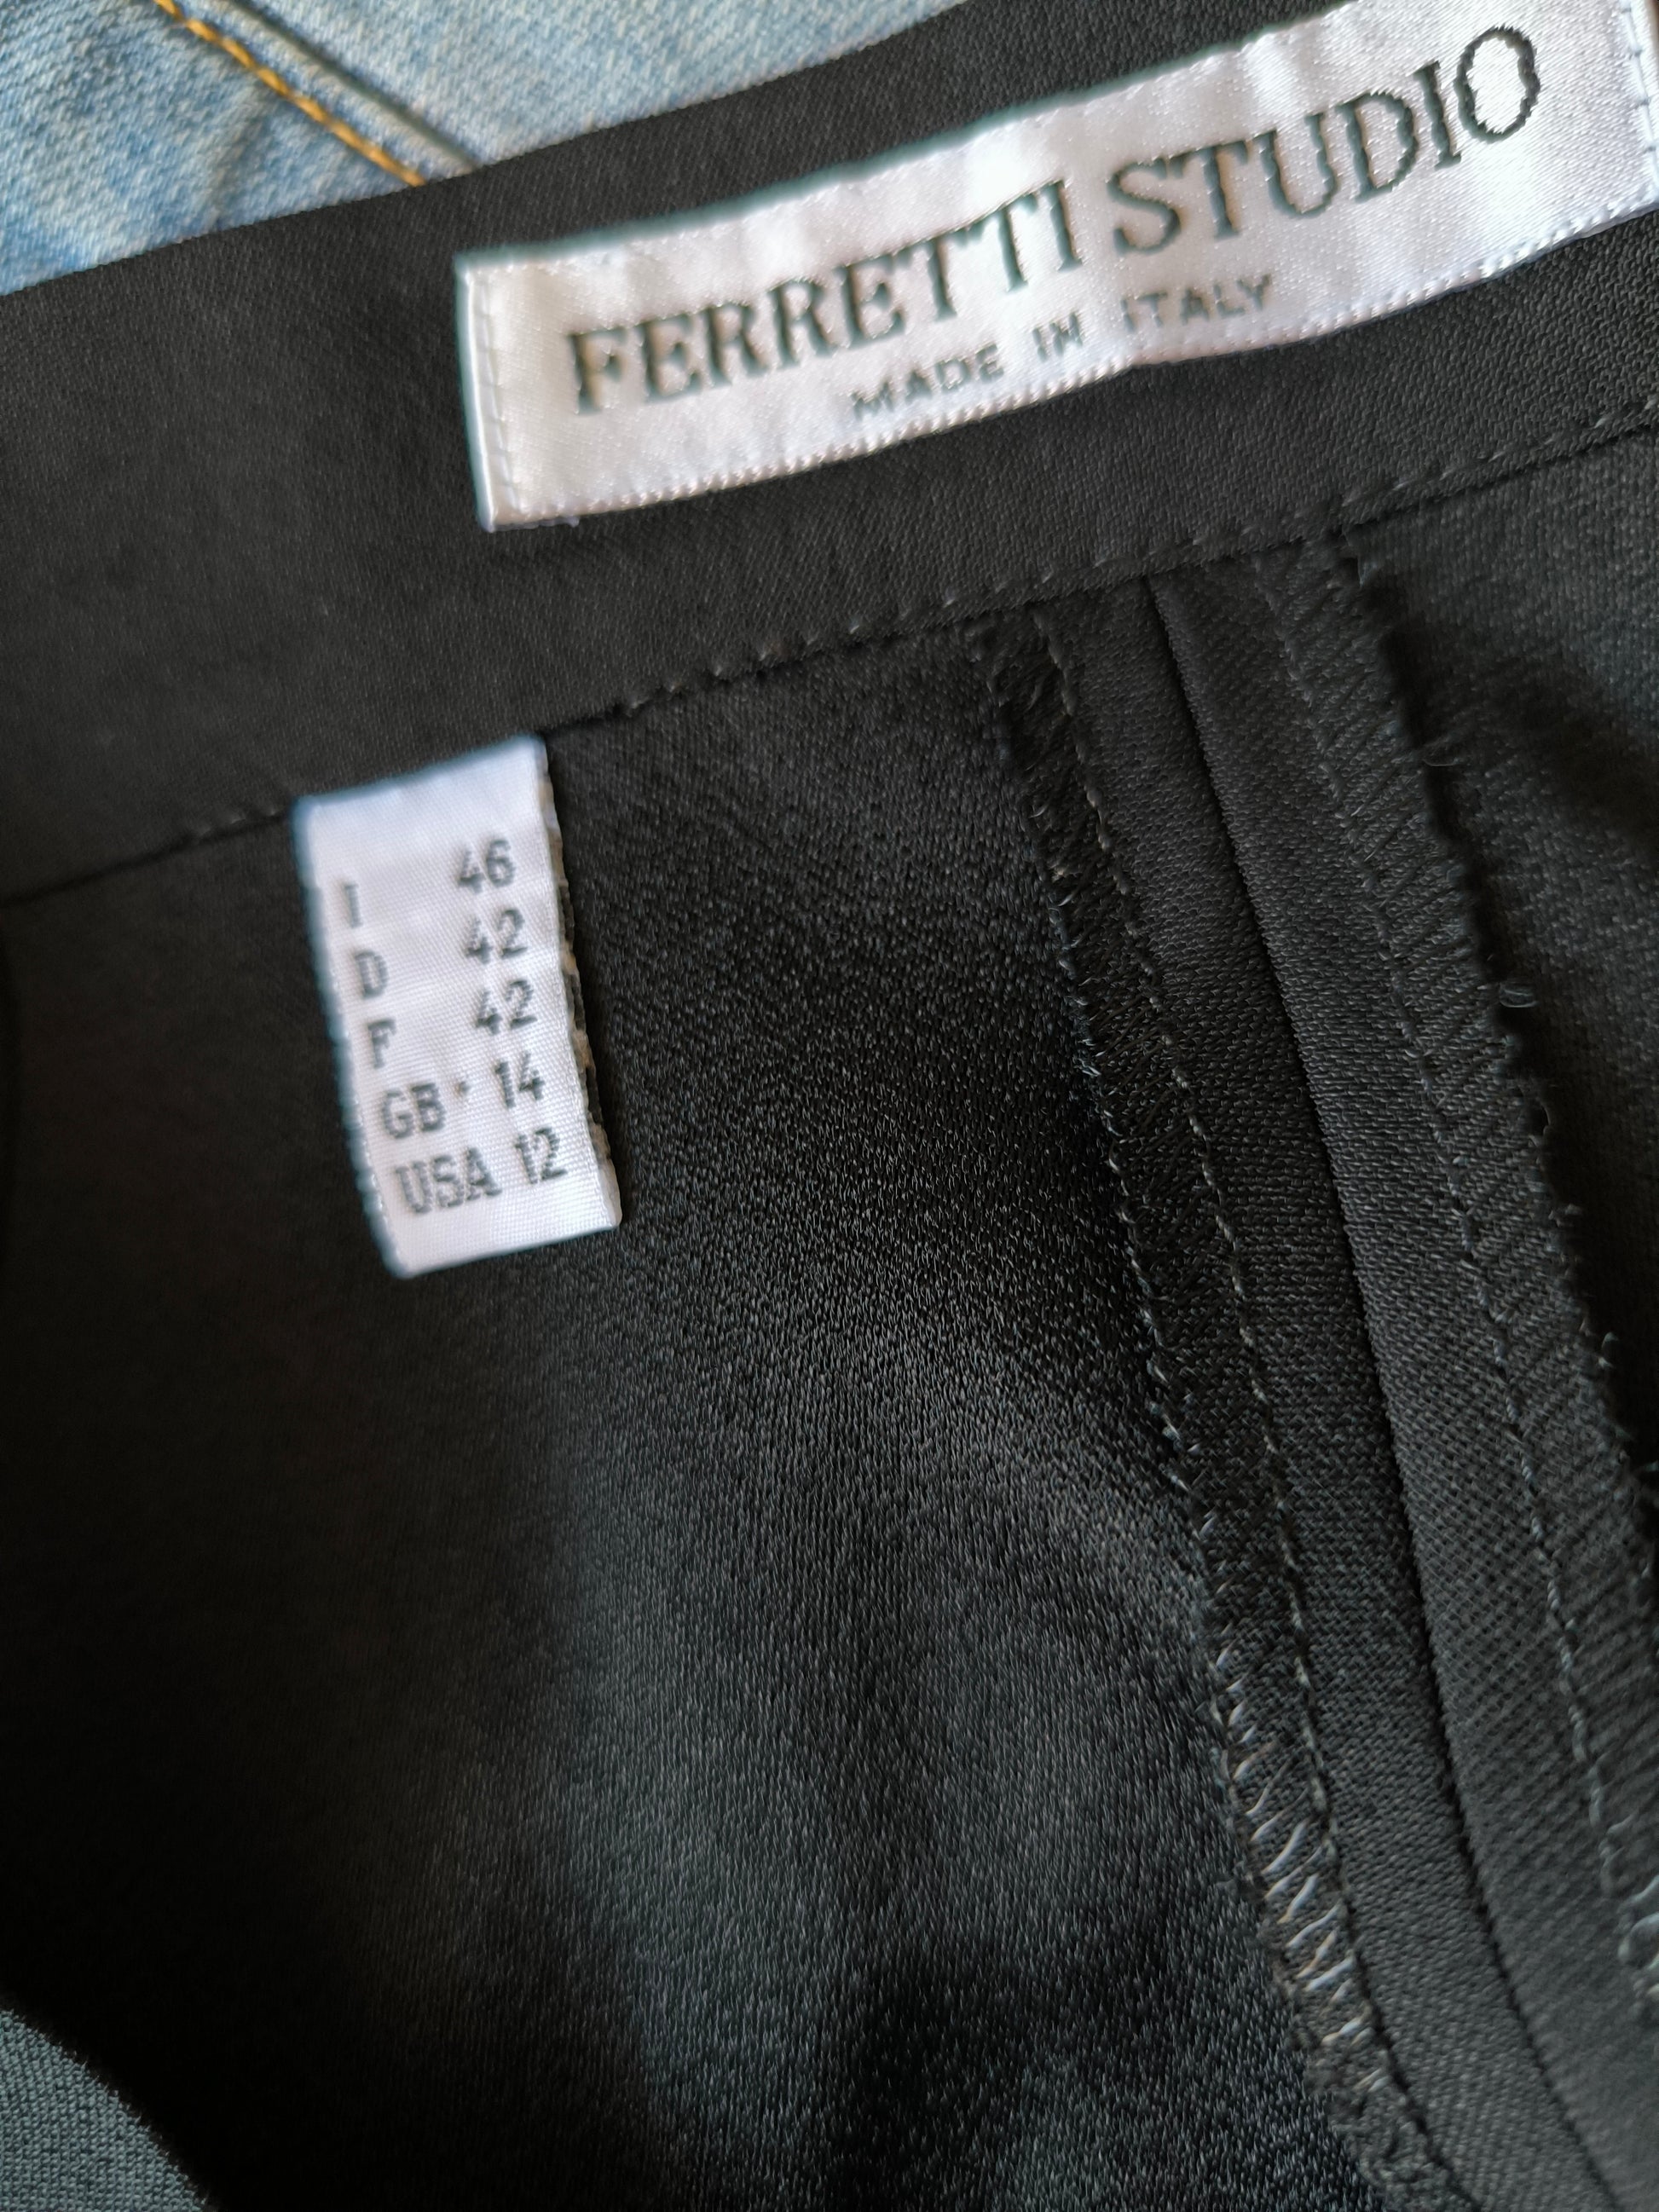 FERRETTI STUDIO
MADE IN ITALY
I 46
D 42
F 42
GB · 14
USA 12